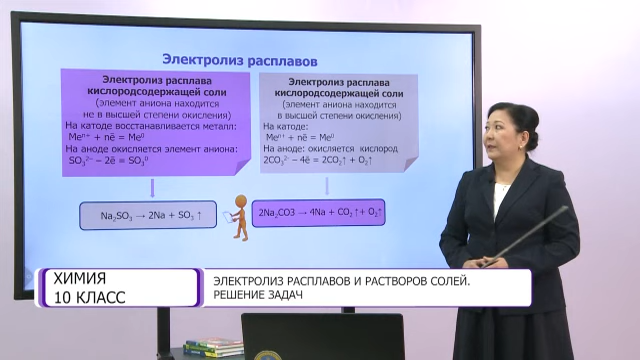 Электролиз расплавов
Электролиз расплава
кислородсодержащей соли
(элемент аниона находится
не в высшей степени окисления)
На катоде восстанавливается металл:
Meⁿ⁺ + nē = Me⁰
На аноде окисляется элемент аниона:
SO₃²⁻ – 2ē = SO₃⁰
Na₂SO₃ → 2Na + SO₃ ↑
Электролиз расплава
кислородсодержащей соли
(элемент аниона находится
в высшей степени окисления)
На катоде:
Meⁿ⁺ + nē = Me⁰
На аноде: окисляется кислород
2CO₃²⁻ – 4ē = 2CO₂↑ + O₂↑
2Na₂CO3 → 4Na + CO₂ ↑+ O₂↑
ХИМИЯ
10 КЛАСС
ЭЛЕКТРОЛИЗ РАСПЛАВОВ И РАСТВОРОВ СОЛЕЙ.
РЕШЕНИЕ ЗАДАЧ